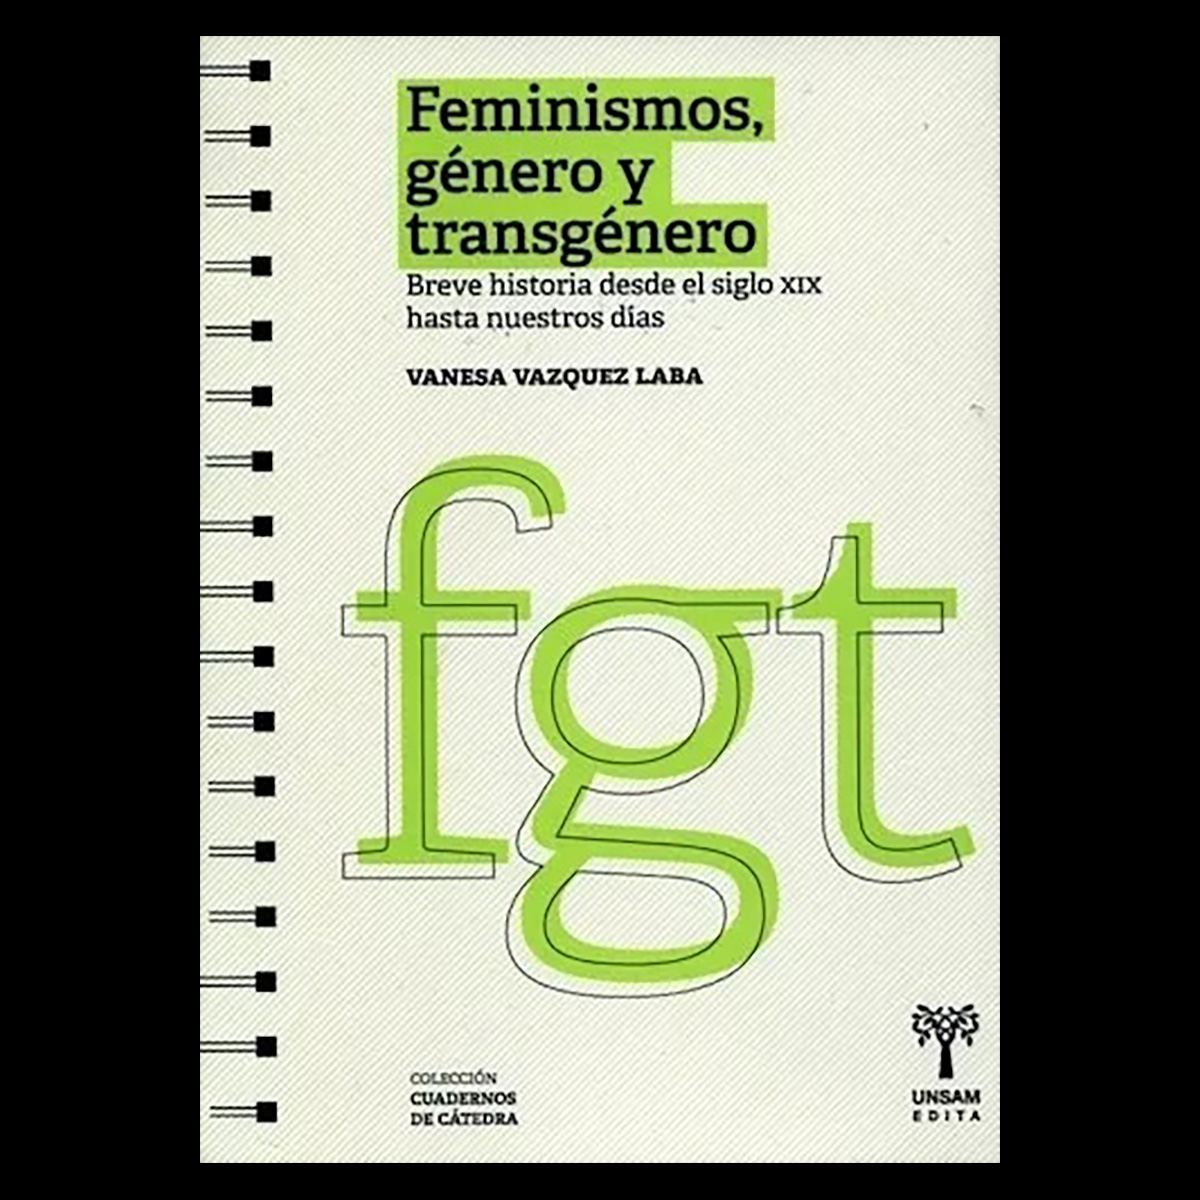 Feminismos,
género y
transgénero
Breve historia desde el siglo XIX
hasta nuestros días
VANESA VAZQUEZ LABA
fgt
COLECCIÓN
CUADERNOS
DE CÁTEDRA
UNSAM
EDITA